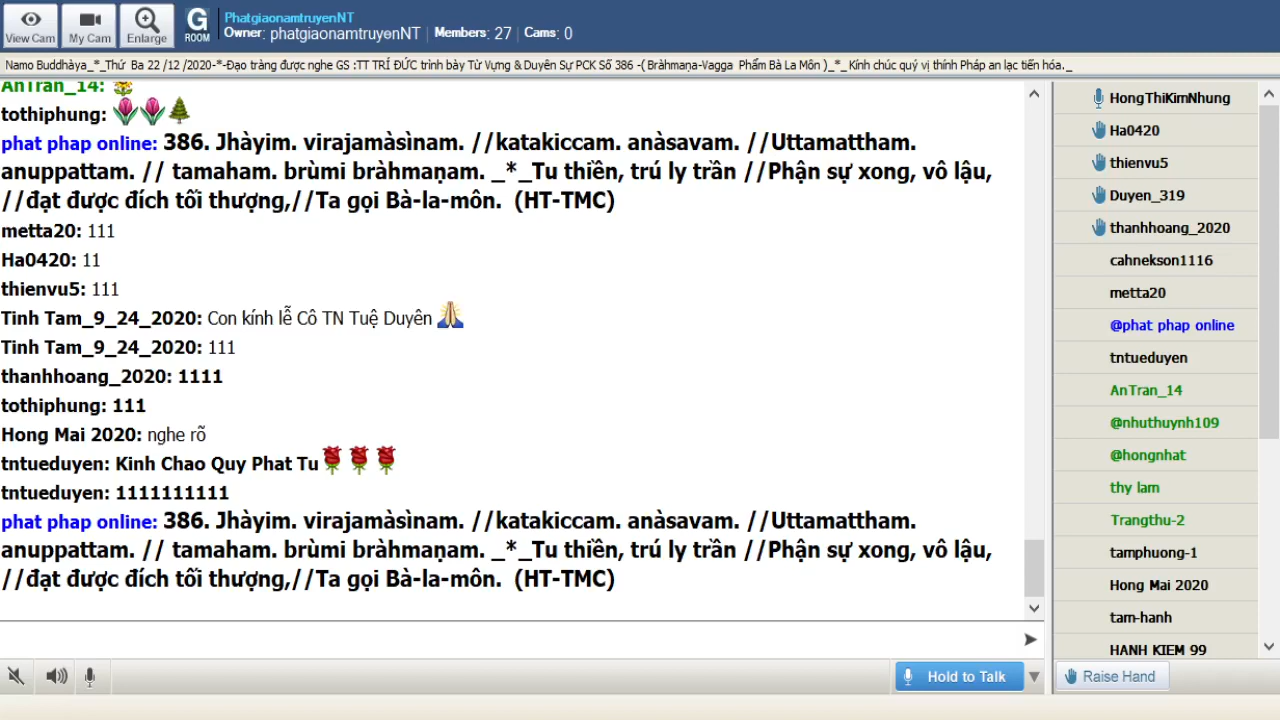 View Cam
My Cam
Enlarge
G
ROOM
PhatgiaonamtruyenNT
Owner: phatgiaonamtruyenNT | Members: 27 | Cams: 0
Namo Buddhàya_*_Thứ Ba 22 /12 /2020-*-Đạo tràng được nghe GS :TT TRÍ ĐỨC trình bày Từ Vựng & Duyên Sự PCK Số 386 -( Bràhmaṇa-Vagga Phẩm Bà La Môn )_*_ Kính chúc quý vị thính Pháp an lạc tiến hóa._
AnTran_14:
tothiphung:
phat phap online: 386. Jhàyim. virajamàsìnam. //katakiccam. anàsavam. //Uttamattham.
anuppattam. // tamaham. brùmi bràhmaṇam. _*_Tu thiền, trú ly trần //Phận sự xong, vô lậu,
//đạt được đích tối thượng,//Ta gọi Bà-la-môn. (HT-TMC)
metta20: 111
Ha0420: 11
thienvu5: 111
Tinh Tam_9_24_2020: Con kính lễ Cô TN Tuệ Duyên
Tinh Tam_9_24_2020: 111
thanhhoang_2020: 1111
tothiphung: 111
Hong Mai 2020: nghe rõ
tntueduyen: Kinh Chao Quy Phat Tu
tntueduyen: 1111111111
phat phap online: 386. Jhàyim. virajamàsìnam. //katakiccam. anàsavam. //Uttamattham.
anuppattam. // tamaham. brùmi bràhmaṇam. _*_Tu thiền, trú ly trần //Phận sự xong, vô lậu,
//đạt được đích tối thượng,//Ta gọi Bà-la-môn. (HT-TMC)
HongThiKimNhung
Ha0420
thienvu5
Duyen_319
thanhhoang_2020
cahnekson1116
metta20
@phat phap online
tntueduyen
AnTran_14
@nhuthuynh109
@hongnhat
thy lam
Trangthu-2
tamphuong-1
Hong Mai 2020
tam-hanh
HANH KIEM 99
Hold to Talk
Raise Hand